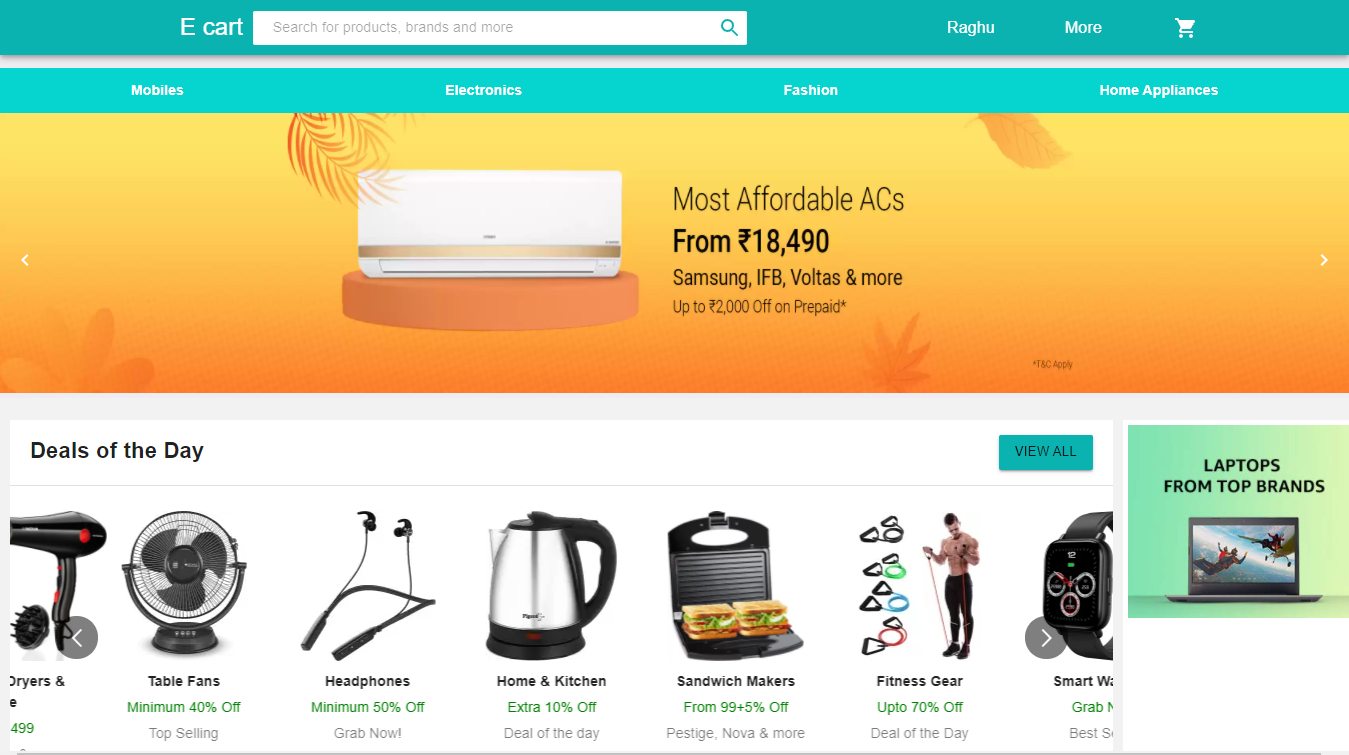 E cart
Search for products, brands and more
Raghu
More
Mobiles
Electronics
Fashion
Home Appliances
Most Affordable ACs
From ₹18,490
Samsung, IFB, Voltas & more
Up to ₹2,000 Off on Prepaid*
*T&C Apply
Deals of the Day
VIEW ALL
LAPTOPS
FROM TOP BRANDS
Dryers &
e
499
Table Fans
Minimum 40% Off
Top Selling
Headphones
Minimum 50% Off
Grab Now!
Pigeon
Home & Kitchen
Extra 10% Off
Deal of the day
Sandwich Makers
From 99+5% Off
Pestige, Nova & more
Fitness Gear
Upto 70% Off
Deal of the Day
Smart Wa
Grab N
Best Se